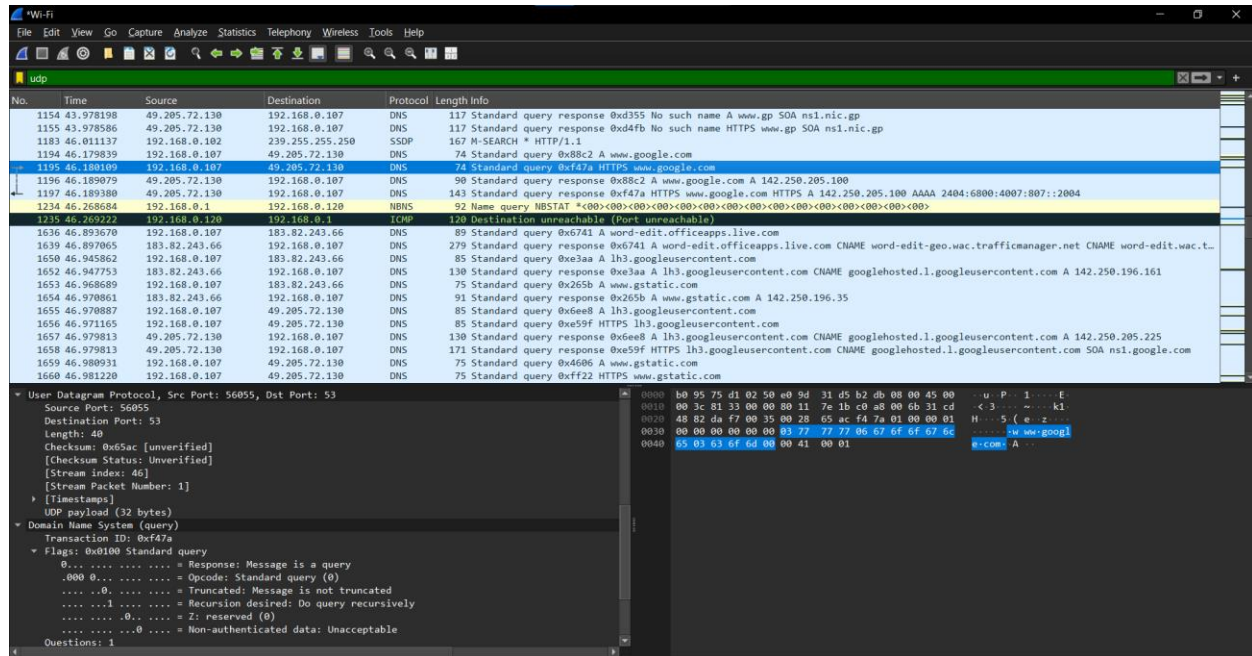 *Wi-Fi
File Edit View Go Capture Analyze Statistics Telephony Wireless Tools Help
udp
No. Time Source Destination Protocol Length Info
1154 43.978198 49.205.72.130 192.168.0.107 DNS 117 Standard query response 0xd355 No such name A www.gp SOA ns1.nic.gp
1155 43.978586 49.205.72.130 192.168.0.107 DNS 117 Standard query response 0xd4fb No such name HTTPS www.gp SOA ns1.nic.gp
1183 46.011137 192.168.0.102 239.255.255.250 SSDP 167 M-SEARCH * HTTP/1.1
1194 46.179839 192.168.0.107 49.205.72.130 DNS 74 Standard query 0x88c2 A www.google.com
1195 46.180109 192.168.0.107 49.205.72.130 DNS 74 Standard query 0xf47a HTTPS www.google.com
1196 46.189079 49.205.72.130 192.168.0.107 DNS 90 Standard query response 0x88c2 A www.google.com A 142.250.205.100
1197 46.189380 49.205.72.130 192.168.0.107 DNS 143 Standard query response 0xf47a HTTPS www.google.com HTTPS A 142.250.205.100 AAAA 2404:6800:4007:807::2004
1234 46.268684 192.168.0.1 192.168.0.120 NBNS 92 Name query NBSTAT *<00><00><00><00><00><00><00><00><00><00><00><00><00><00><00>
1235 46.269222 192.168.0.120 192.168.0.1 ICMP 120 Destination unreachable (Port unreachable)
1636 46.893670 192.168.0.107 183.82.243.66 DNS 89 Standard query 0x6741 A word-edit.officeapps.live.com
1639 46.897065 183.82.243.66 192.168.0.107 DNS 279 Standard query response 0x6741 A word-edit.officeapps.live.com CNAME word-edit-geo.wac.trafficmanager.net CNAME word-edit.wac.t…
1650 46.945862 192.168.0.107 183.82.243.66 DNS 85 Standard query 0xe3aa A lh3.googleusercontent.com
1652 46.947753 183.82.243.66 192.168.0.107 DNS 130 Standard query response 0xe3aa A lh3.googleusercontent.com CNAME googlehosted.l.googleusercontent.com A 142.250.196.161
1653 46.968689 192.168.0.107 183.82.243.66 DNS 75 Standard query 0x265b A www.gstatic.com
1654 46.970861 183.82.243.66 192.168.0.107 DNS 91 Standard query response 0x265b A www.gstatic.com A 142.250.196.35
1655 46.970887 192.168.0.107 49.205.72.130 DNS 85 Standard query 0x6ee8 A lh3.googleusercontent.com
1656 46.971165 192.168.0.107 49.205.72.130 DNS 85 Standard query 0xe59f HTTPS lh3.googleusercontent.com
1657 46.979813 49.205.72.130 192.168.0.107 DNS 130 Standard query response 0x6ee8 A lh3.googleusercontent.com CNAME googlehosted.l.googleusercontent.com A 142.250.205.225
1658 46.979813 49.205.72.130 192.168.0.107 DNS 171 Standard query response 0xe59f HTTPS lh3.googleusercontent.com CNAME googlehosted.l.googleusercontent.com SOA ns1.google.com
1659 46.980931 192.168.0.107 49.205.72.130 DNS 75 Standard query 0x4606 A www.gstatic.com
1660 46.981220 192.168.0.107 49.205.72.130 DNS 75 Standard query 0xff22 HTTPS www.gstatic.com
User Datagram Protocol, Src Port: 56055, Dst Port: 53
Source Port: 56055
Destination Port: 53
Length: 40
Checksum: 0x65ac [unverified]
[Checksum Status: Unverified]
[Stream index: 46]
[Stream Packet Number: 1]
[Timestamps]
UDP payload (32 bytes)
Domain Name System (query)
Transaction ID: 0xf47a
Flags: 0x0100 Standard query
0... .... .... .... = Response: Message is a query
.000 0... .... .... = Opcode: Standard query (0)
.... ..0. .... .... = Truncated: Message is not truncated
.... ...1 .... .... = Recursion desired: Do query recursively
.... .... .0.. .... = Z: reserved (0)
.... .... ...0 .... = Non-authenticated data: Unacceptable
Questions: 1
0000 b0 95 75 d1 02 50 e0 9d 31 d5 b2 db 08 00 45 00 ··u··P·· 1·····E·
0010 00 3c 81 33 00 00 80 11 7e 1b c0 a8 00 6b 31 cd ·<·3···· ~····k1·
0020 48 82 da f7 00 35 00 28 65 ac f4 7a 01 00 00 01 H····5·( e··z····
0030 00 00 00 00 00 00 03 77 77 77 06 67 6f 6f 67 6c ·······w ww·googl
0040 65 03 63 6f 6d 00 00 41 00 01 e·com··A ··